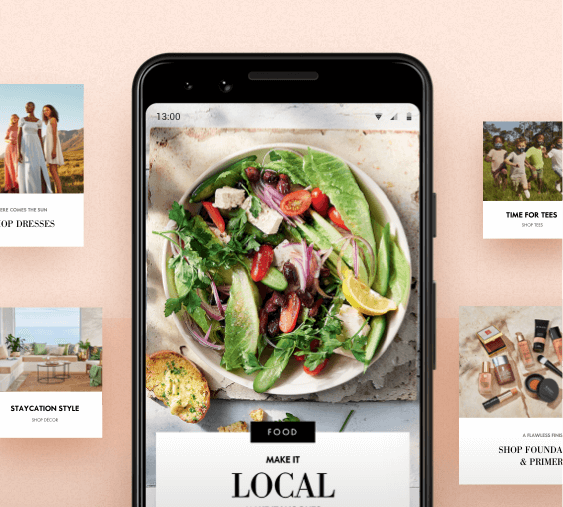 13:00
ERE COMES THE SUN
OP DRESSES
STAYCATION STYLE
SHOP DECOR
FOOD
MAKE IT
LOCAL
TIME FOR TEES
SHOP TEES
A FLAWLESS FINIS
SHOP FOUNDA
& PRIMER